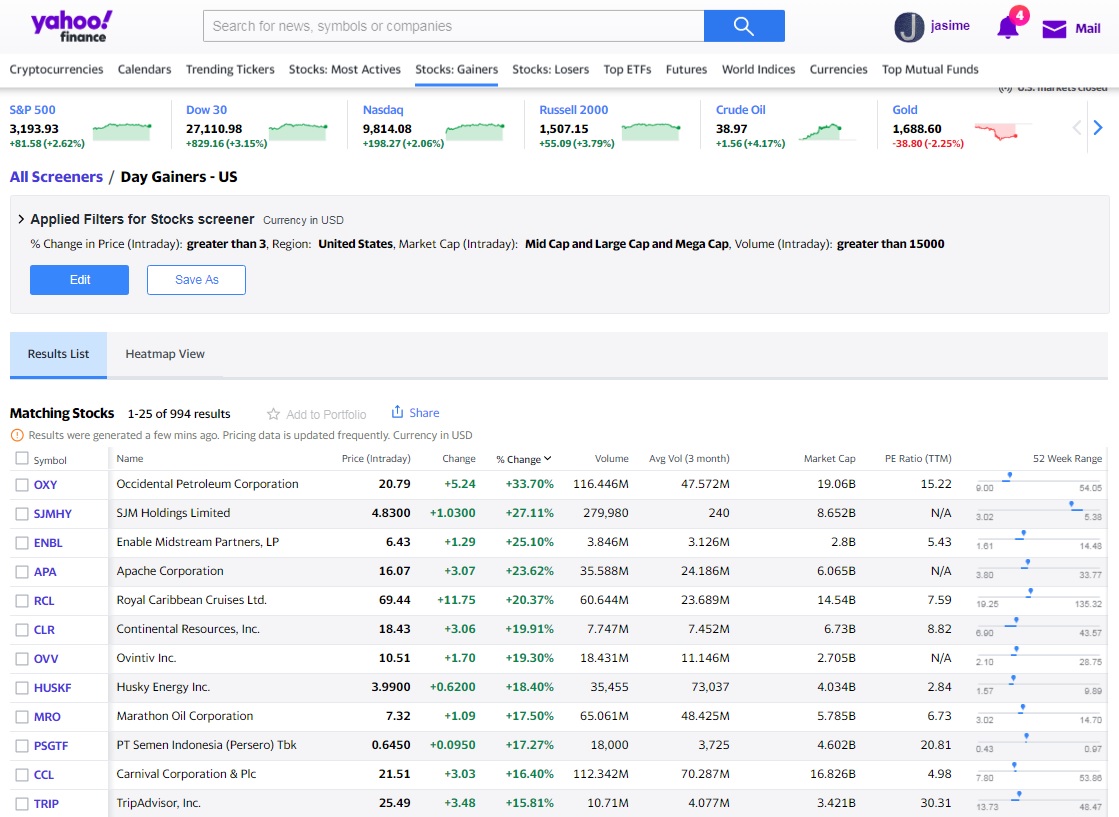 yahoo! finance
Search for news, symbols or companies
jasime
4
Mail
Cryptocurrencies Calendars Trending Tickers Stocks: Most Actives Stocks: Gainers Stocks: Losers Top ETFs Futures World Indices Currencies Top Mutual Funds
U.S. markets closed
S&P 500 Dow 30 Nasdaq Russell 2000 Crude Oil Gold
3,193.93 27,110.98 9,814.08 1,507.15 38.97 1,688.60
+81.58 (+2.62%) +829.16 (+3.15%) +198.27 (+2.06%) +55.09 (+3.79%) +1.56 (+4.17%) -38.80 (-2.25%)
All Screeners / Day Gainers - US
Applied Filters for Stocks screener Currency in USD
% Change in Price (Intraday): greater than 3, Region: United States, Market Cap (Intraday): Mid Cap and Large Cap and Mega Cap, Volume (Intraday): greater than 15000
Edit Save As
Results List Heatmap View
Matching Stocks 1-25 of 994 results Add to Portfolio Share
Results were generated a few mins ago. Pricing data is updated frequently. Currency in USD
Symbol Name Price (Intraday) Change % Change Volume Avg Vol (3 month) Market Cap PE Ratio (TTM) 52 Week Range
OXY Occidental Petroleum Corporation 20.79 +5.24 +33.70% 116.446M 47.572M 19.06B 15.22 9.00 54.05
SJMHY SJM Holdings Limited 4.8300 +1.0300 +27.11% 279,980 240 8.652B N/A 3.02 5.38
ENBL Enable Midstream Partners, LP 6.43 +1.29 +25.10% 3.846M 3.126M 2.8B 5.43 1.61 14.48
APA Apache Corporation 16.07 +3.07 +23.62% 35.588M 24.186M 6.065B N/A 3.80 33.77
RCL Royal Caribbean Cruises Ltd. 69.44 +11.75 +20.37% 60.644M 23.689M 14.54B 7.59 19.25 135.32
CLR Continental Resources, Inc. 18.43 +3.06 +19.91% 7.747M 7.452M 6.73B 8.82 6.90 43.57
OVV Ovintiv Inc. 10.51 +1.70 +19.30% 18.431M 11.146M 2.705B N/A 2.10 28.75
HUSKF Husky Energy Inc. 3.9900 +0.6200 +18.40% 35,455 73,037 4.034B 2.84 1.57 9.89
MRO Marathon Oil Corporation 7.32 +1.09 +17.50% 65.061M 48.425M 5.785B 6.73 3.02 14.70
PSGTF PT Semen Indonesia (Persero) Tbk 0.6450 +0.0950 +17.27% 18,000 3,725 4.602B 20.81 0.43 0.97
CCL Carnival Corporation & Plc 21.51 +3.03 +16.40% 112.342M 70.287M 16.826B 4.98 7.80 53.86
TRIP TripAdvisor, Inc. 25.49 +3.48 +15.81% 10.71M 4.077M 3.421B 30.31 13.73 48.47